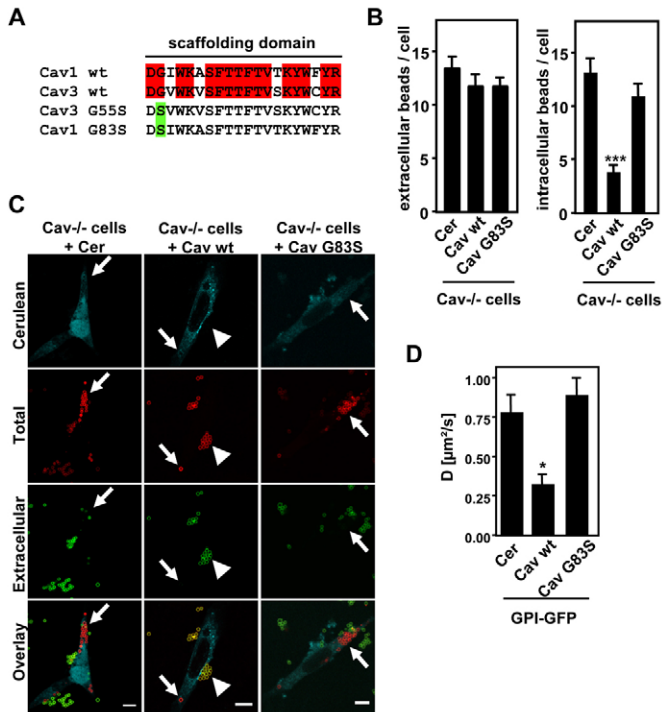 A
scaffolding domain
Cav1 wt DGIWKASFTTFTVTKYWFYR
Cav3 wt DGVWKVSFTTFTVSKYWCYR
Cav3 G55S DSVWKVSFTTFTVSKYWCYR
Cav1 G83S DSIWKASFTTFTVTKYWFYR
B
extracellular beads / cell
15
10
5
0
Cer
Cav wt
Cav G83S
Cav-/- cells
intracellular beads / cell
15
10
5
0
***
Cer
Cav wt
Cav G83S
Cav-/- cells
C
Cav-/- cells + Cer
Cav-/- cells + Cav wt
Cav-/- cells + Cav G83S
Cerulean
Total
Extracellular
Overlay
D
D [µm²/s]
0.75
0.50
0.25
0.00
*
Cer
Cav wt
Cav G83S
GPI-GFP